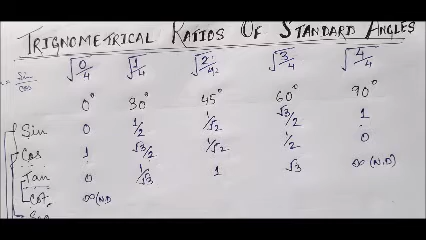 TRIGNOMETRICAL RATIOS OF STANDARD ANGLES
√0/4 √1/4 √2/4 √3/4 √4/4
= Sin/Cos
0° 30° 45° 60° 90°
Sin 0 1/2 1/√2 √3/2 1
Cos 1 √3/2 1/√2 1/2 0
Tan 0 1/√3 1 √3 ∞ (N.D)
Cot ∞ (N.D